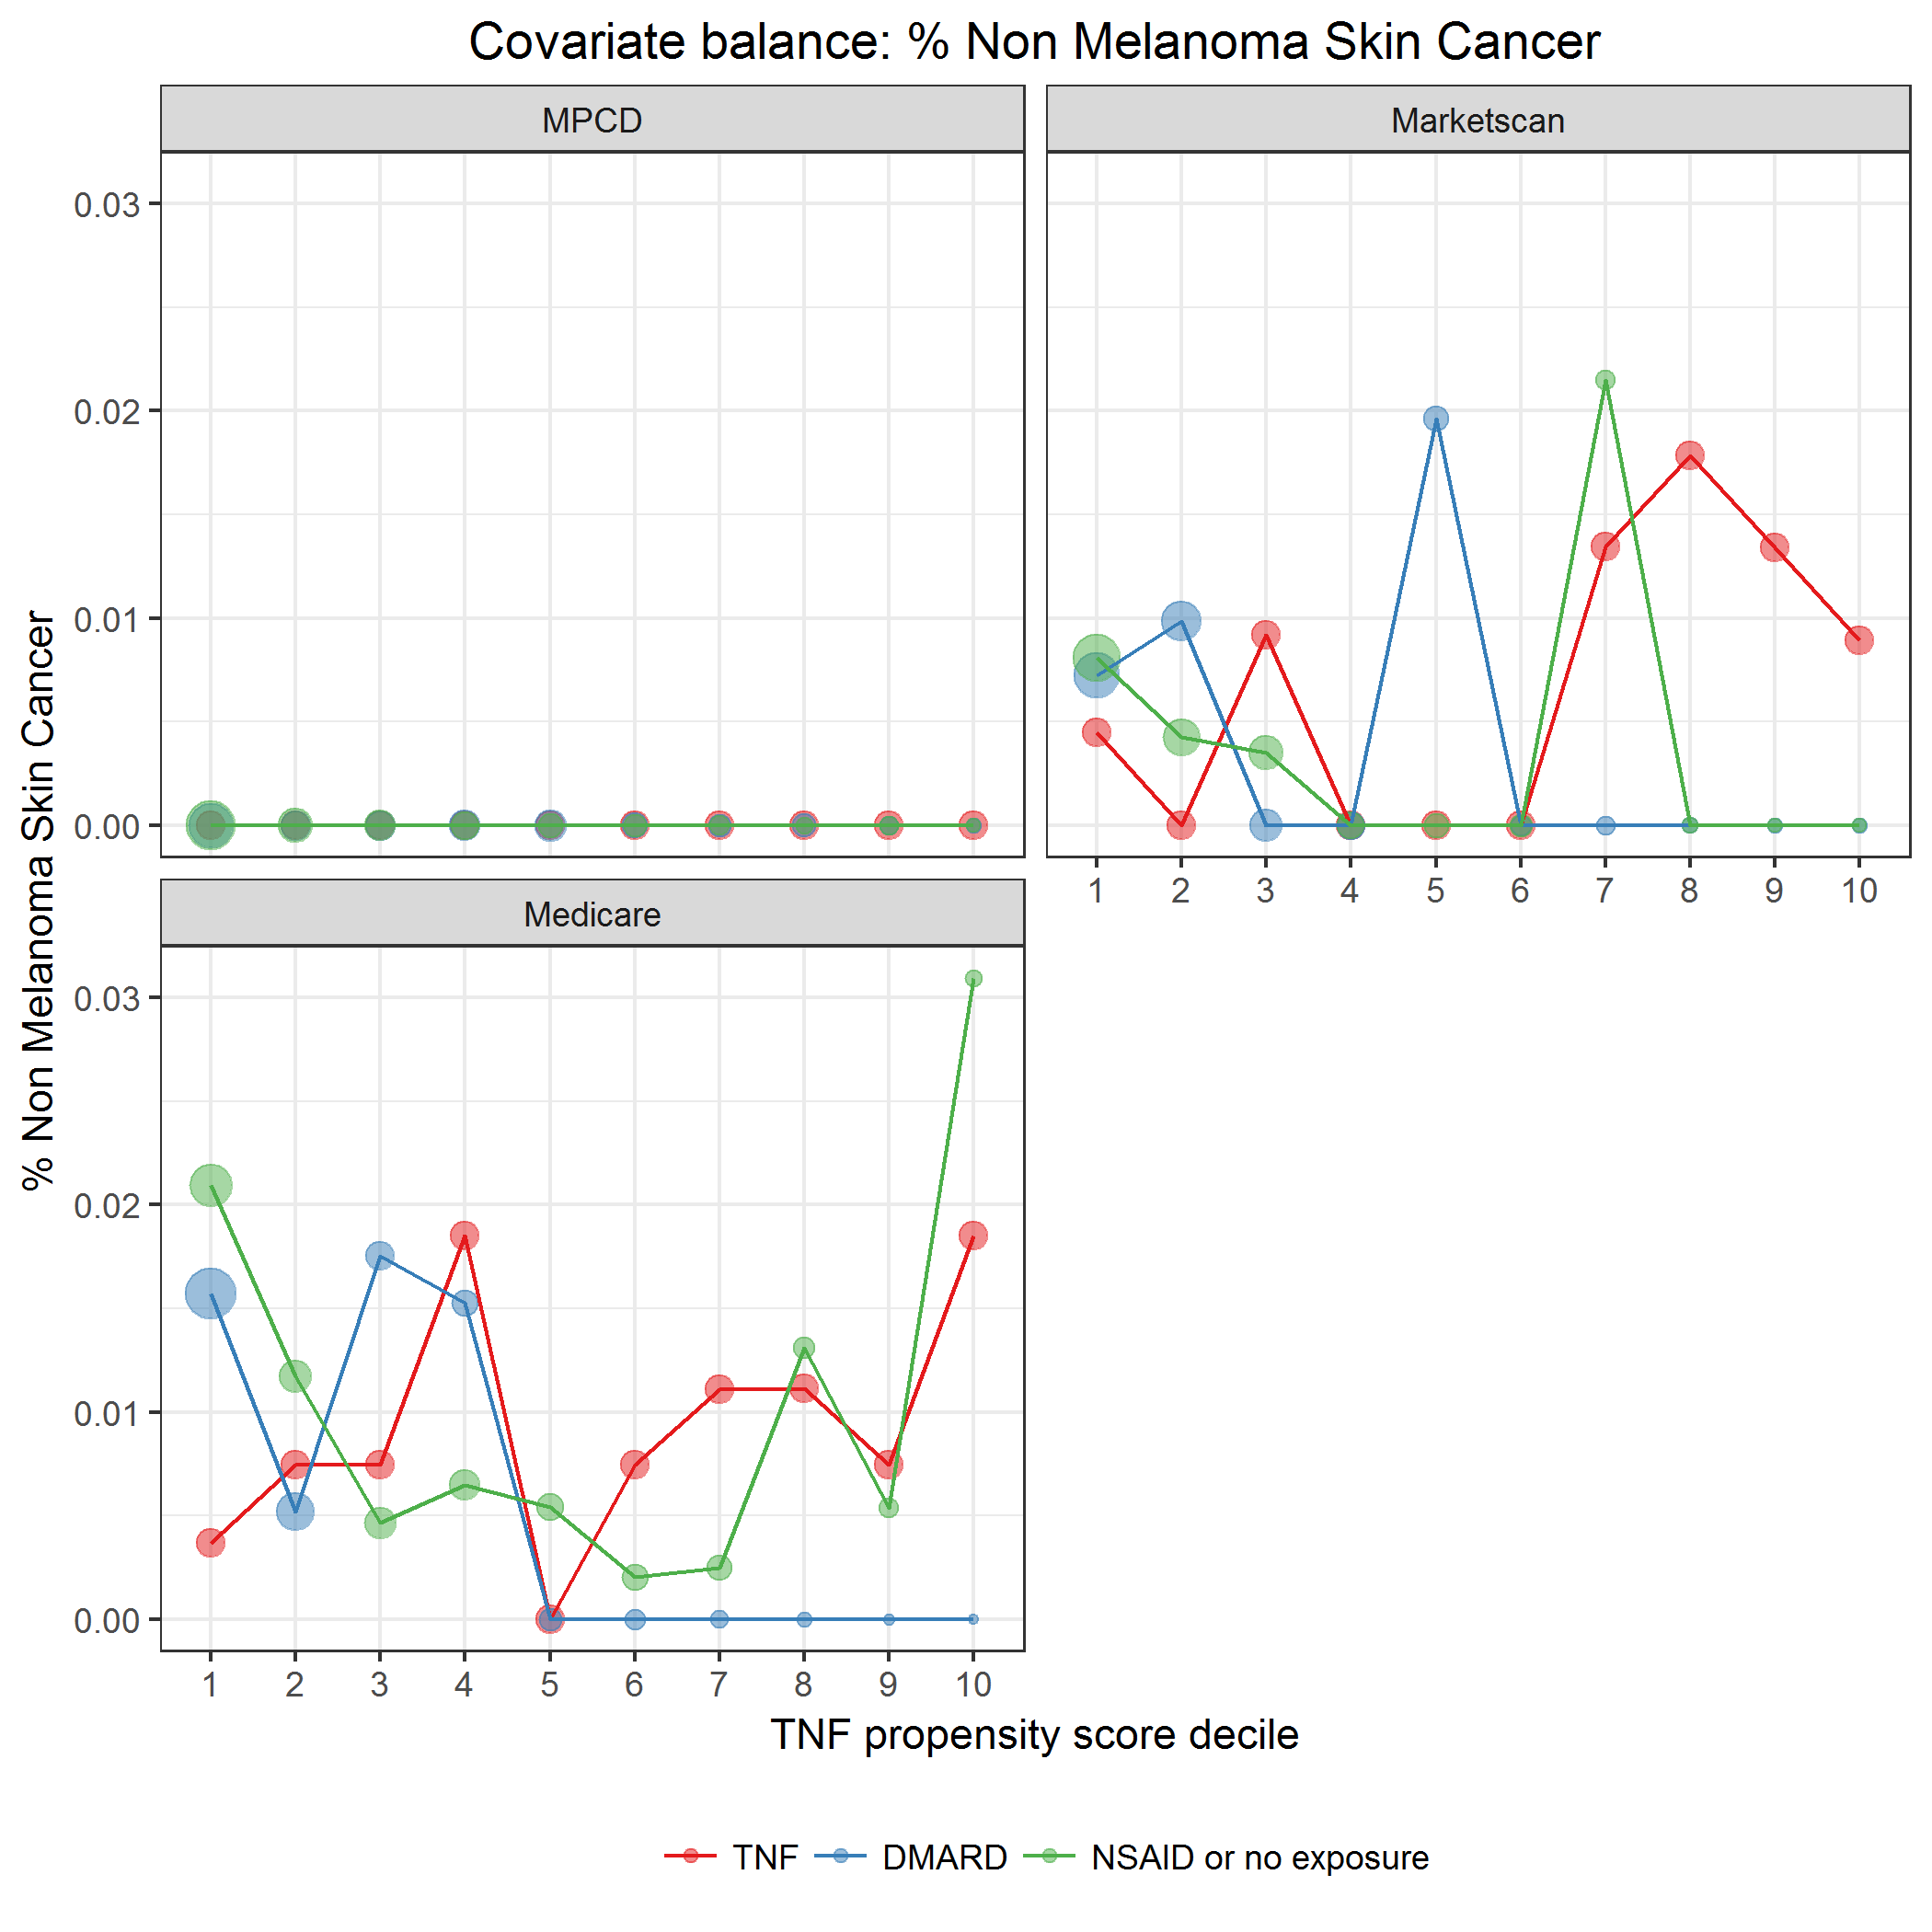 Covariate balance: % Non Melanoma Skin Cancer
MPCD
Marketscan
0.03
0.02
0.01
0.00
1 2 3 4 5 6 7 8 9 10
Medicare
0.03
0.02
0.01
0.00
1 2 3 4 5 6 7 8 9 10
% Non Melanoma Skin Cancer
TNF propensity score decile
TNF DMARD NSAID or no exposure